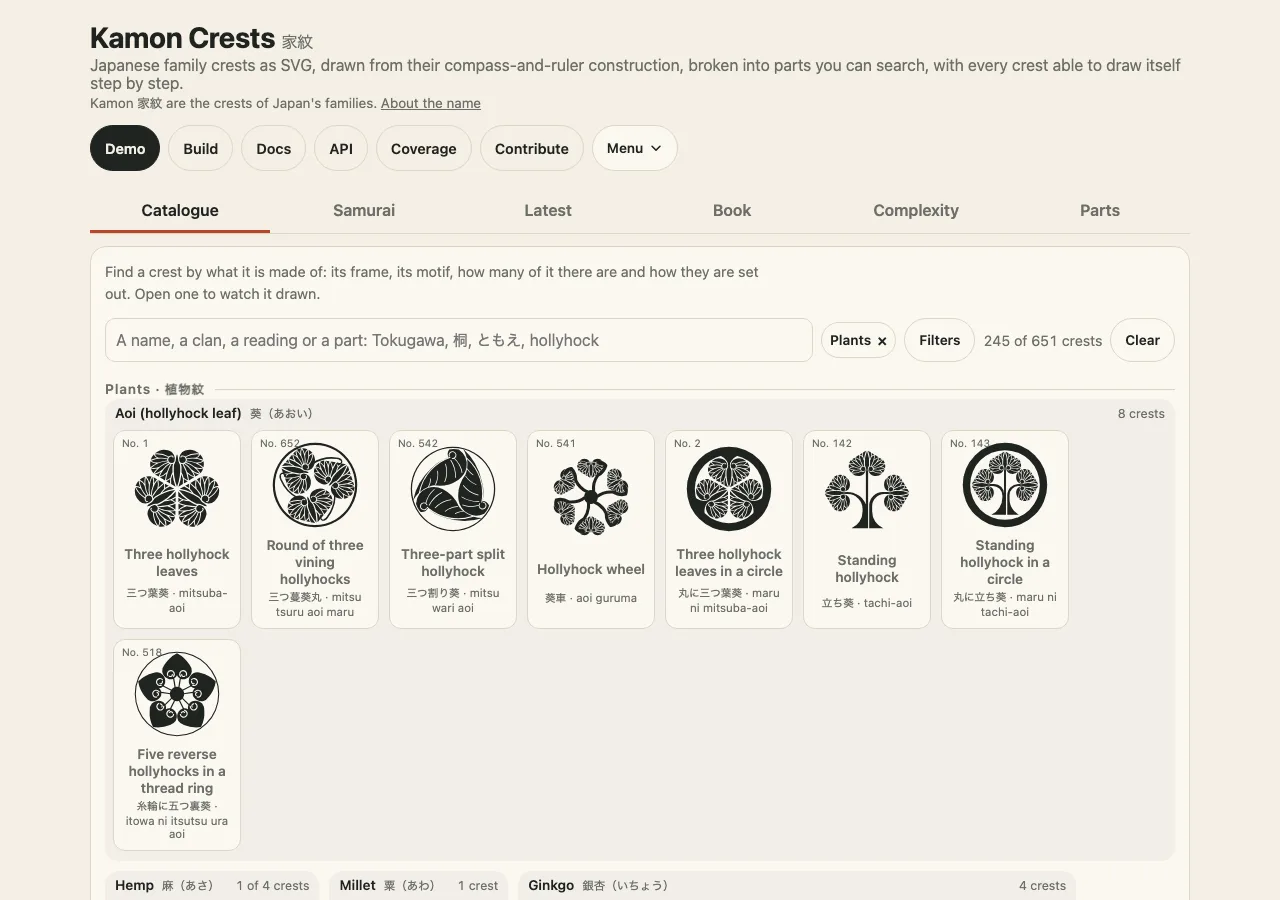 Kamon Crests 家紋
Japanese family crests as SVG, drawn from their compass-and-ruler construction, broken into parts you can search, with every crest able to draw itself
step by step.
Kamon 家紋 are the crests of Japan's families. About the name
Demo Build Docs API Coverage Contribute Menu
Catalogue Samurai Latest Book Complexity Parts
Find a crest by what it is made of: its frame, its motif, how many of it there are and how they are set
out. Open one to watch it drawn.
A name, a clan, a reading or a part: Tokugawa, 桐, ともえ, hollyhock
Plants × Filters 245 of 651 crests Clear
Plants · 植物紋
Aoi (hollyhock leaf) 葵（あおい） 8 crests
No. 1
Three hollyhock
leaves
三つ葉葵 · mitsuba-
aoi
No. 652
Round of three
vining
hollyhocks
三つ蔓葵丸 · mitsu
tsuru aoi maru
No. 542
Three-part split
hollyhock
三つ割り葵 · mitsu
wari aoi
No. 541
Hollyhock wheel
葵車 · aoi guruma
No. 2
Three hollyhock
leaves in a circle
丸に三つ葉葵 · maru
ni mitsuba-aoi
No. 142
Standing
hollyhock
立ち葵 · tachi-aoi
No. 143
Standing
hollyhock in a
circle
丸に立ち葵 · maru ni
tachi-aoi
No. 518
Five reverse
hollyhocks in a
thread ring
糸輪に五つ裏葵 ·
itowa ni itsutsu ura
aoi
Hemp 麻（あさ） 1 of 4 crests
Millet 粟（あわ） 1 crest
Ginkgo 銀杏（いちょう） 4 crests